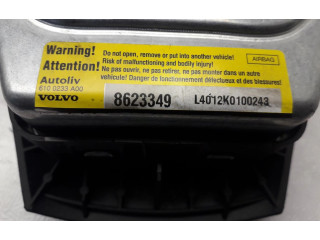 Warning!
Attention!
Autoliv
610 0233 A00
VOLVO
Do not open, remove or put into another vehicle!
Risk of malfunctioning and bodily injury!
Ne pas ouvrir, ne pas retirer, ne pas monter dans un autre
vehicule! Danger de fonctionnement défectueux et des blessures!
AIRBAG
8623349
L4012K0100243